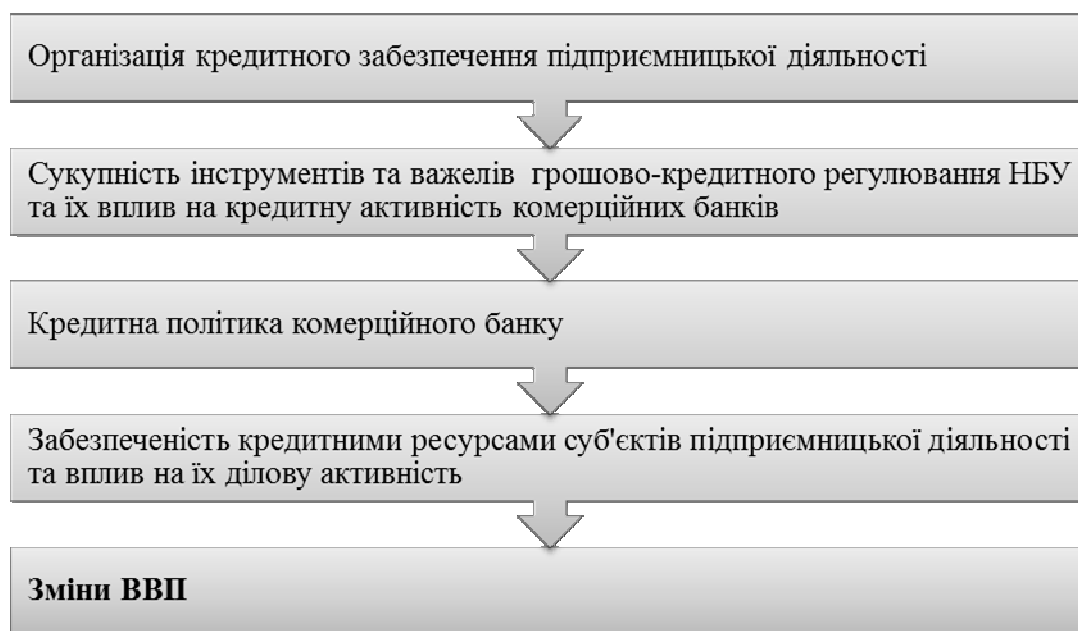 Організація кредитного забезпечення підприємницької діяльності
Сукупність інструментів та важелів грошово-кредитного регулювання НБУ
та їх вплив на кредитну активність комерційних банків
Кредитна політика комерційного банку
Забезпеченість кредитними ресурсами суб'єктів підприємницької діяльності
та вплив на їх ділову активність
Зміни ВВП